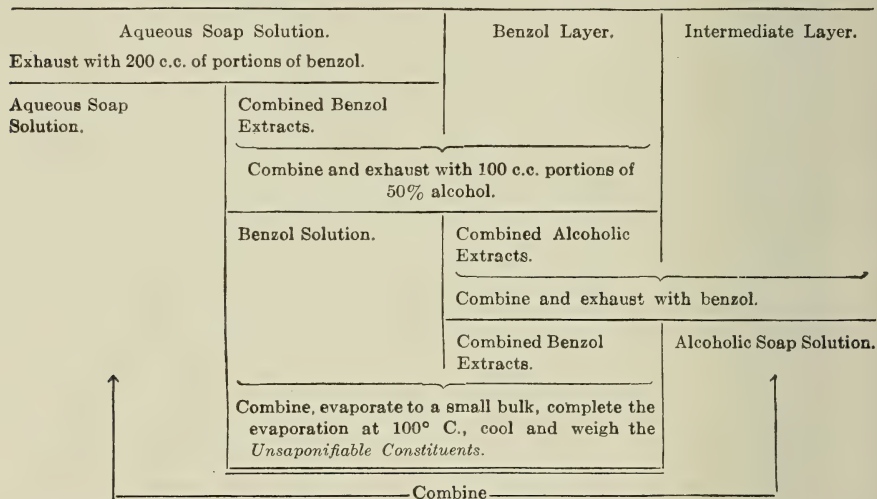 Aqueous Soap Solution.
Exhaust with 200 c.c. of portions of benzol.
Benzol Layer.
Intermediate Layer.
Aqueous Soap
Solution.
Combined Benzol
Extracts.
Combine and exhaust with 100 c.c. portions of
50% alcohol.
Benzol Solution.
Combined Alcoholic
Extracts.
Combine and exhaust with benzol.
Combined Benzol
Extracts.
Alcoholic Soap Solution.
Combine, evaporate to a small bulk, complete the
evaporation at 100° C., cool and weigh the
Unsaponifiable Constituents.
Combine